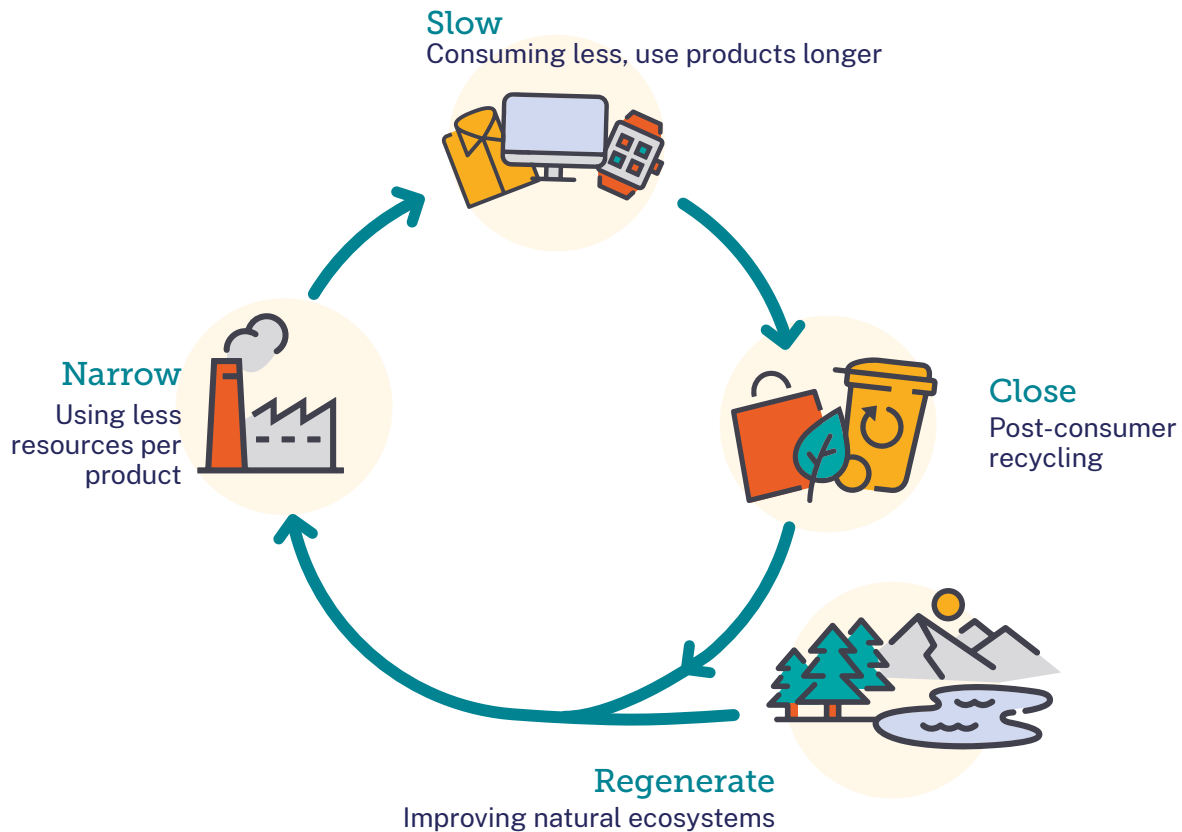 Slow
Consuming less, use products longer
Narrow
Using less
resources per
product
Close
Post-consumer
recycling
Regenerate
Improving natural ecosystems